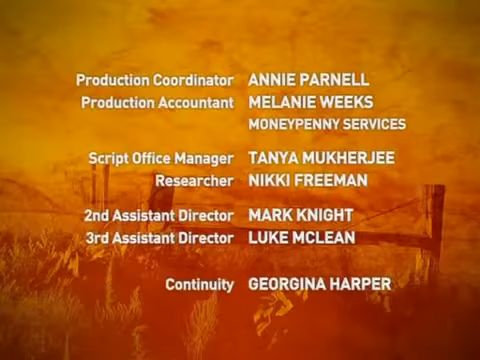 Production Coordinator ANNIE PARNELL
Production Accountant MELANIE WEEKS
MONEYPENNY SERVICES
Script Office Manager TANYA MUKHERJEE
Researcher NIKKI FREEMAN
2nd Assistant Director MARK KNIGHT
3rd Assistant Director LUKE MCLEAN
Continuity GEORGINA HARPER